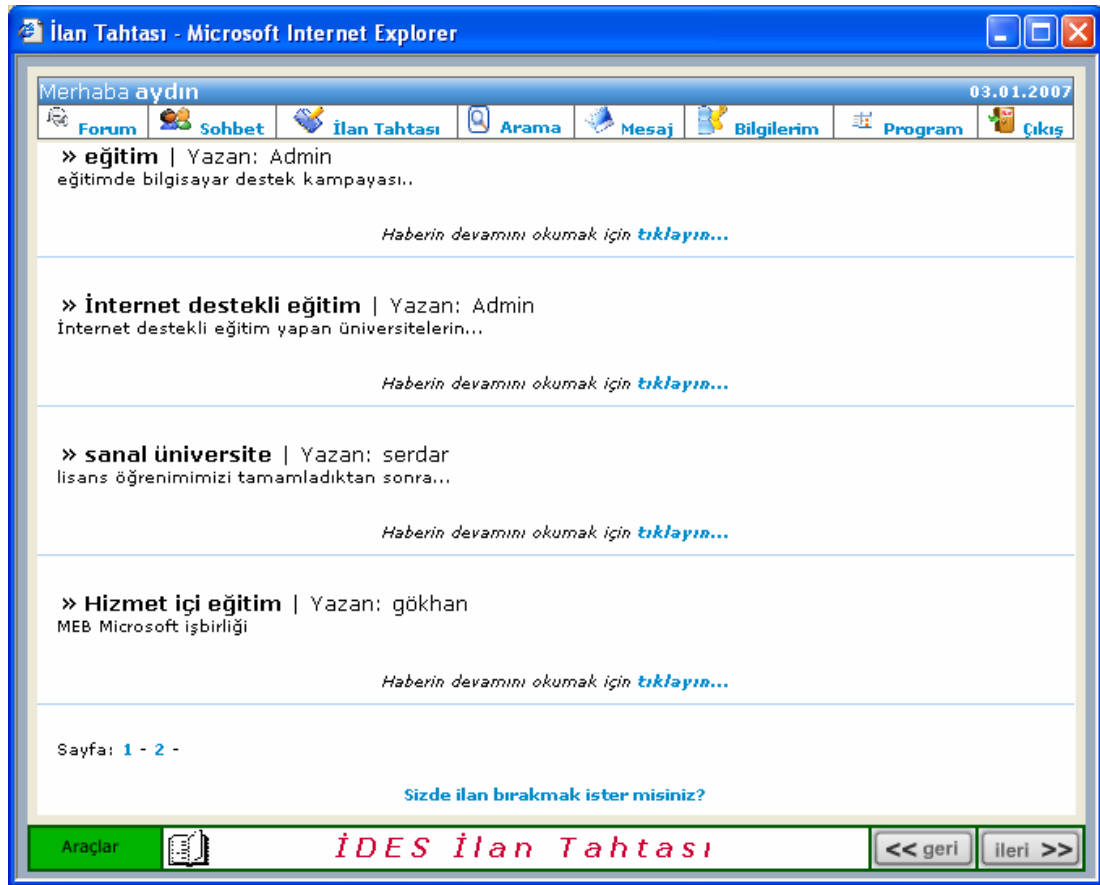 İlan Tahtası - Microsoft Internet Explorer
Merhaba aydın 03.01.2007
Forum Sohbet İlan Tahtası Arama Mesaj Bilgilerim Program Çıkış
» eğitim | Yazan: Admin
eğitimde bilgisayar destek kampayası..
Haberin devamını okumak için tıklayın...
» İnternet destekli eğitim | Yazan: Admin
İnternet destekli eğitim yapan üniversitelerin...
Haberin devamını okumak için tıklayın...
» sanal üniversite | Yazan: serdar
lisans öğrenimimizi tamamladıktan sonra...
Haberin devamını okumak için tıklayın...
» Hizmet içi eğitim | Yazan: gökhan
MEB Microsoft işbirliği
Haberin devamını okumak için tıklayın...
Sayfa: 1 - 2 -
Sizde ilan bırakmak ister misiniz?
Araçlar İDES İlan Tahtası << geri ileri >>